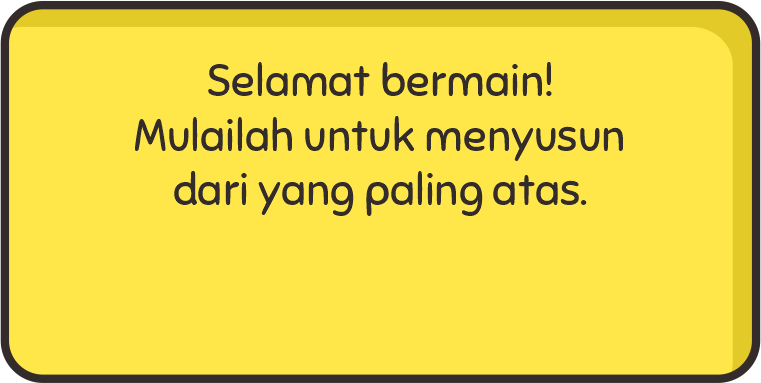 Selamat bermain!
Mulailah untuk menyusun
dari yang paling atas.